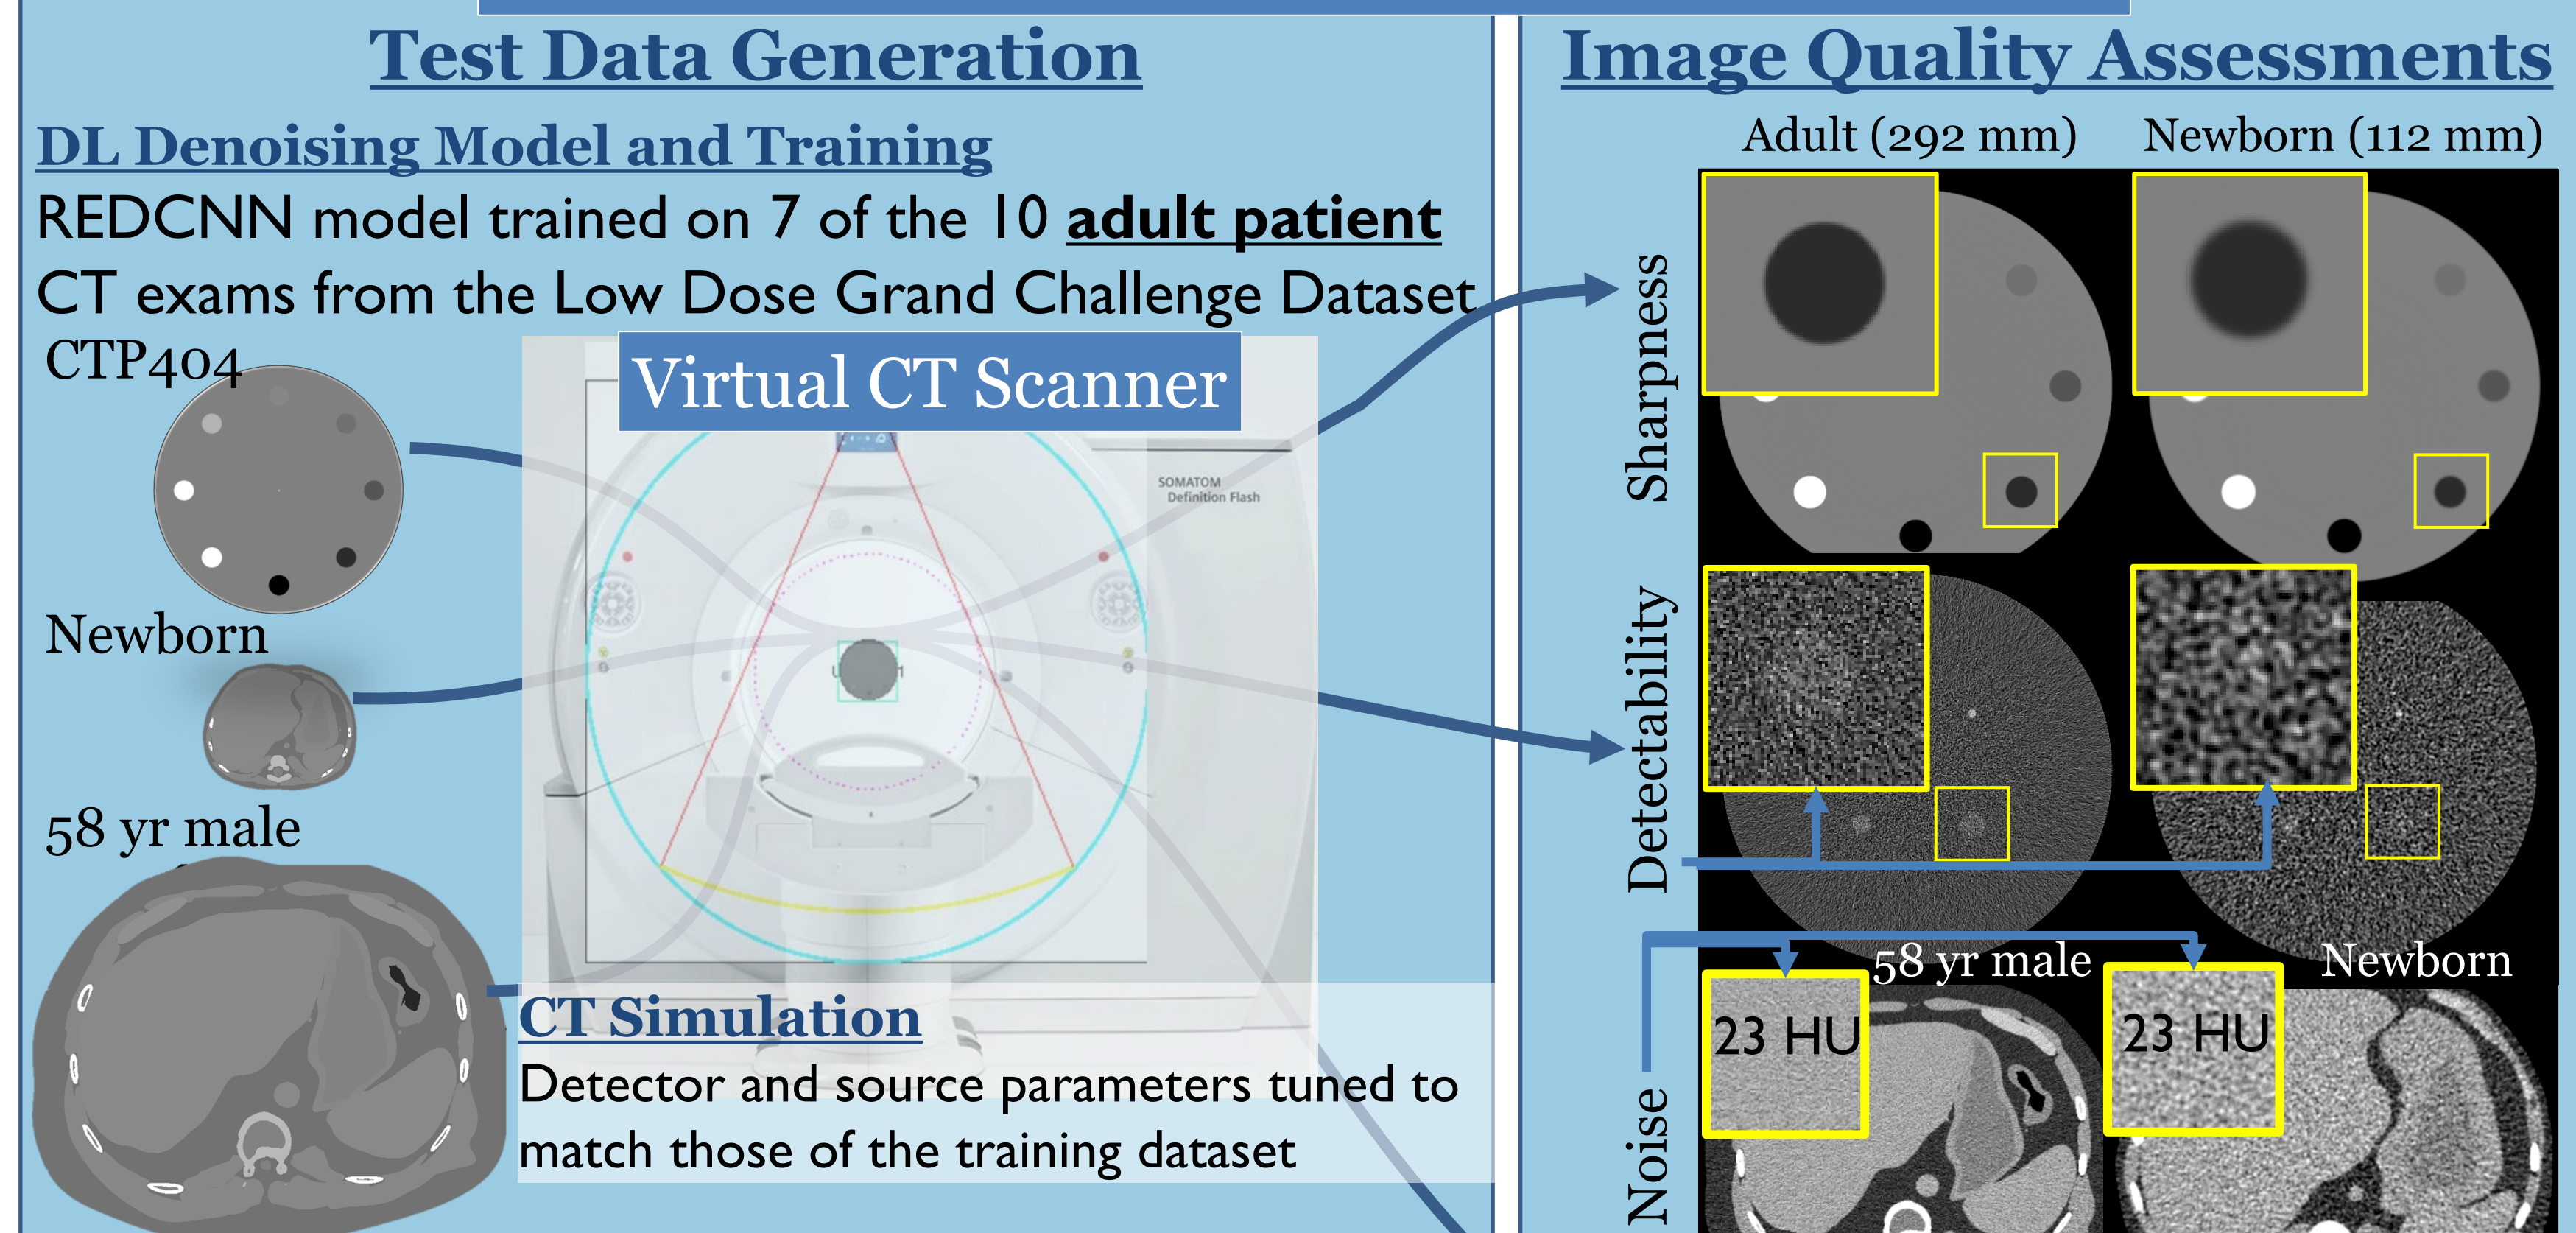 Test Data Generation
DL Denoising Model and Training
REDCNN model trained on 7 of the 10 adult patient
CT exams from the Low Dose Grand Challenge Dataset
CTP404
Virtual CT Scanner
SOMATOM
Definition Flash
Newborn
58 yr male
CT Simulation
Detector and source parameters tuned to
match those of the training dataset
Image Quality Assessments
Adult (292 mm)
Newborn (112 mm)
Sharpness
Detectability
58 yr male
Newborn
Noise
23 HU
23 HU